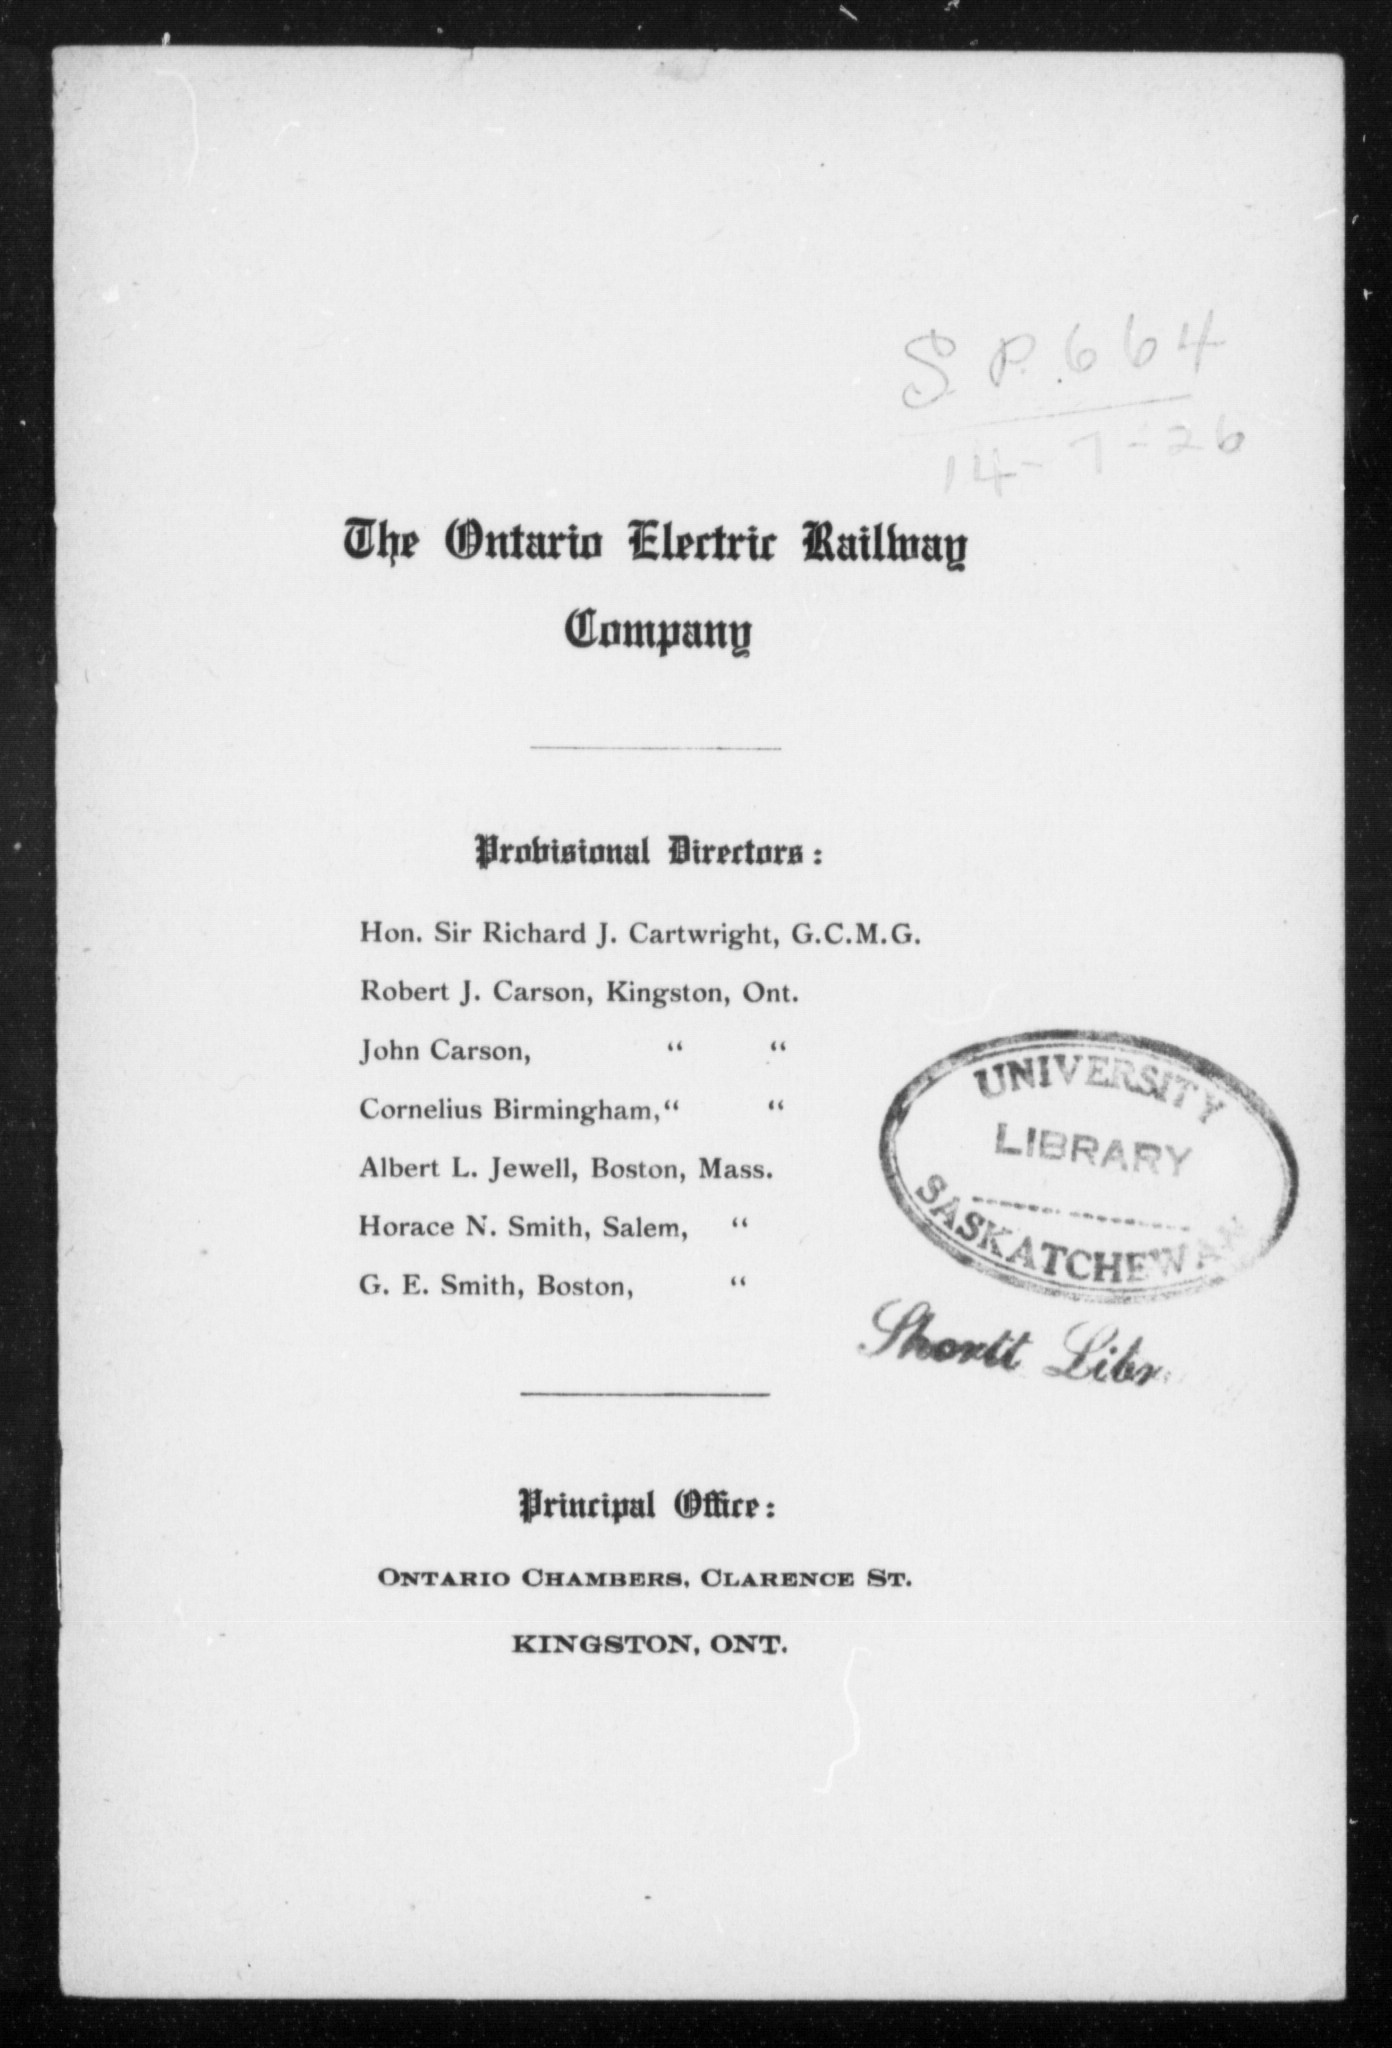 S.P. 664
14-7-26
The Ontario Electric Railway
Company
Provisional Directors:
Hon. Sir Richard J. Cartwright, G.C.M.G.
Robert J. Carson, Kingston, Ont.
John Carson, “ “
Cornelius Birmingham, “ “
Albert L. Jewell, Boston, Mass.
Horace N. Smith, Salem, “
G. E. Smith, Boston, “
UNIVERSITY
LIBRARY
SASKATCHEWAN
Shortt Libr
Principal Office:
ONTARIO CHAMBERS, CLARENCE ST.
KINGSTON, ONT.